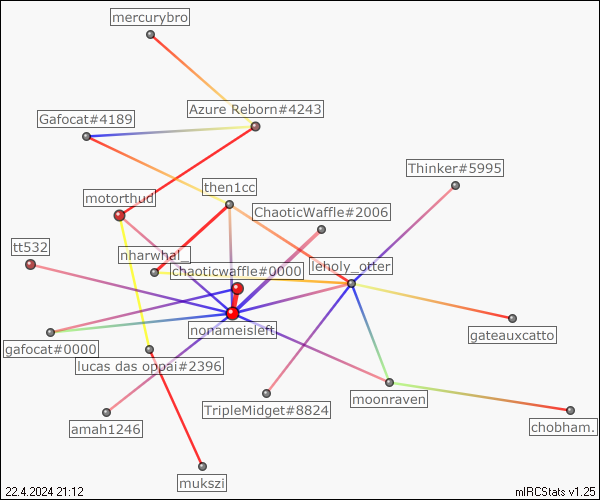 mercurybro
Azure Reborn#4243
Gafocat#4189
Thinker#5995
then1cc
motorthud
ChaoticWaffle#2006
tt532
nharwhal_
leholy_otter
chaoticwaffle#0000
nonameisleft
gateauxcatto
gafocat#0000
lucas das oppai#2396
moonraven
TripleMidget#8824
amah1246
chobham.
mukszi
22.4.2024 21:12
mIRCStats v1.25